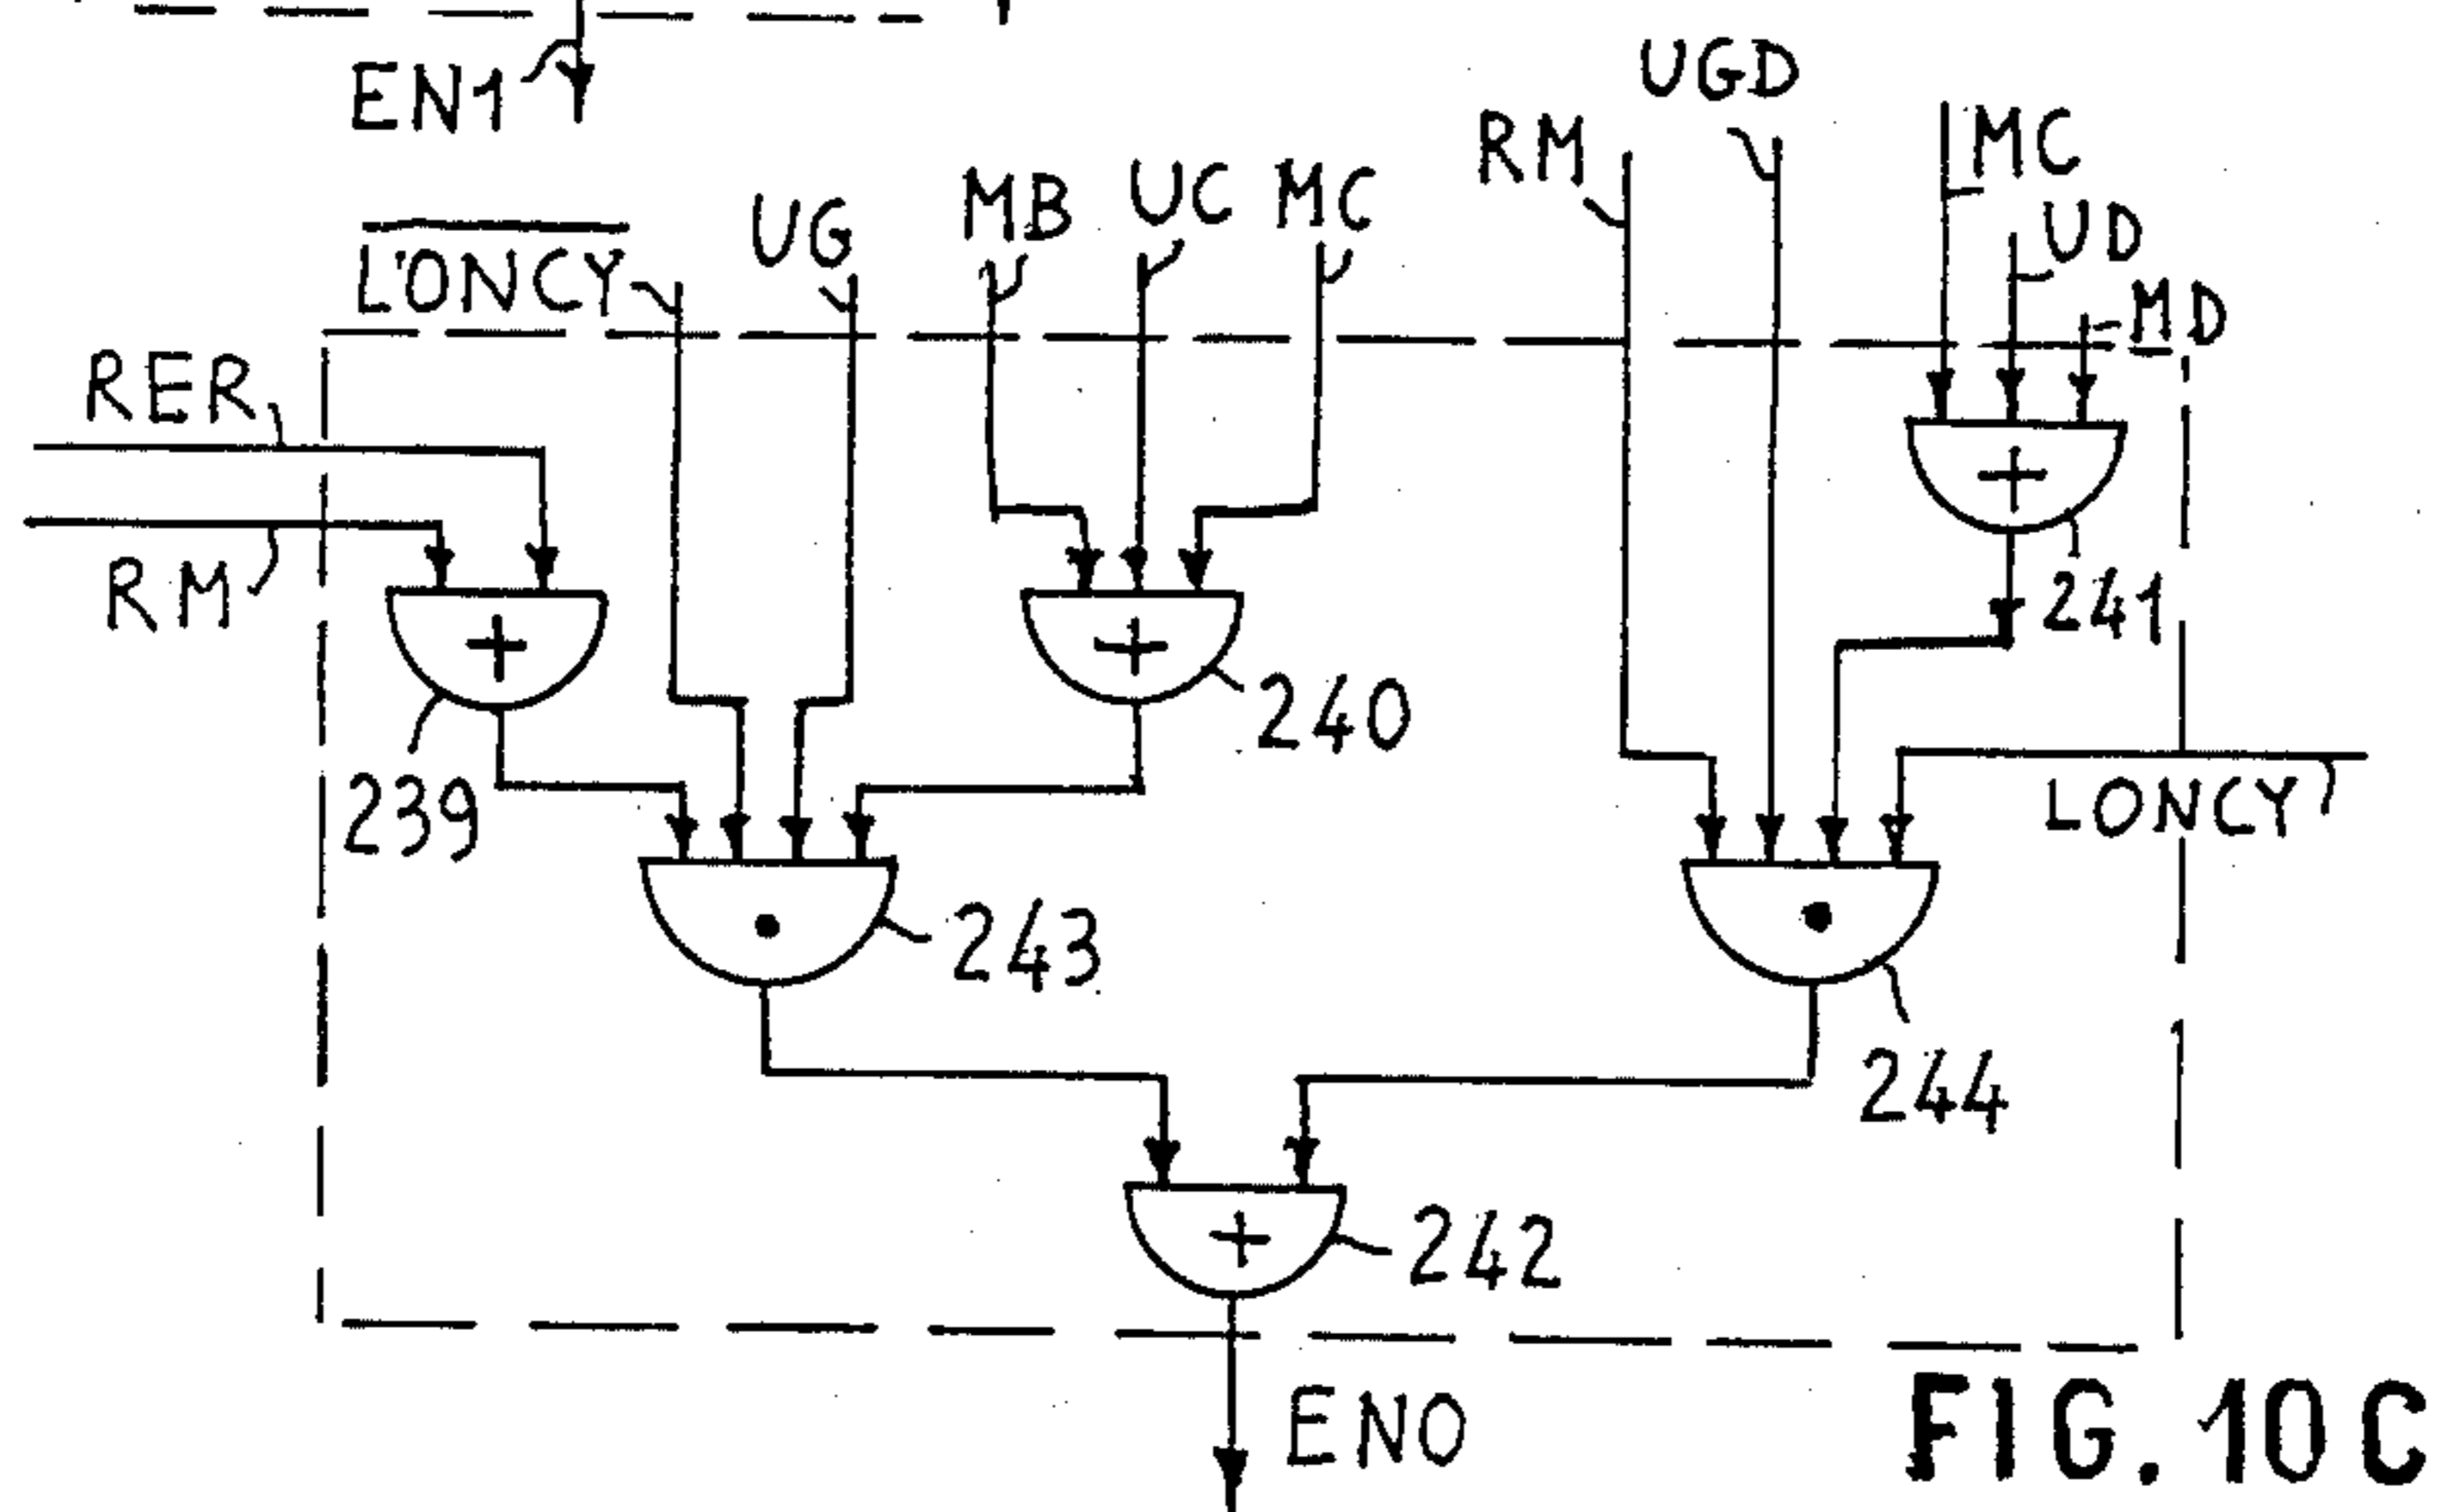 EN1
UGD
RM
MC
UD
MD
MB
UC
MC
UG
L̅O̅N̅C̅Y̅
RER
RM
+
+
+
241
240
239
LONCY
•
243
•
244
+
242
ENO
FIG. 10C